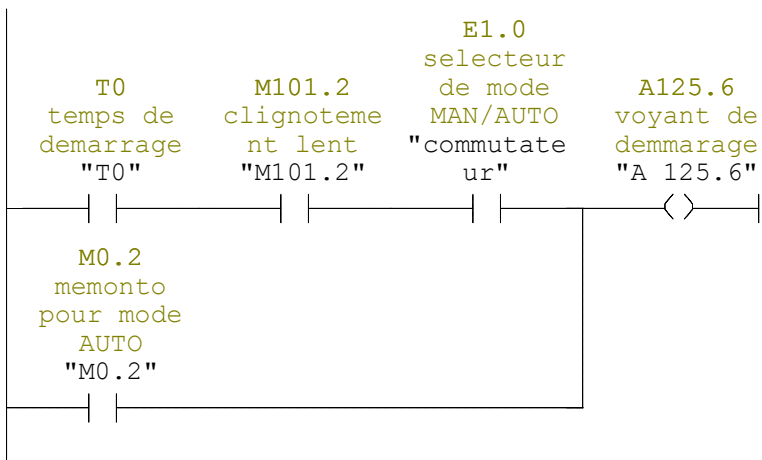 E1.0
selecteur
de mode
MAN/AUTO
"commutate
ur"
T0
temps de
demarrage
"T0"
M101.2
clignoteme
nt lent
"M101.2"
A125.6
voyant de
demmarage
"A 125.6"
M0.2
memonto
pour mode
AUTO
"M0.2"